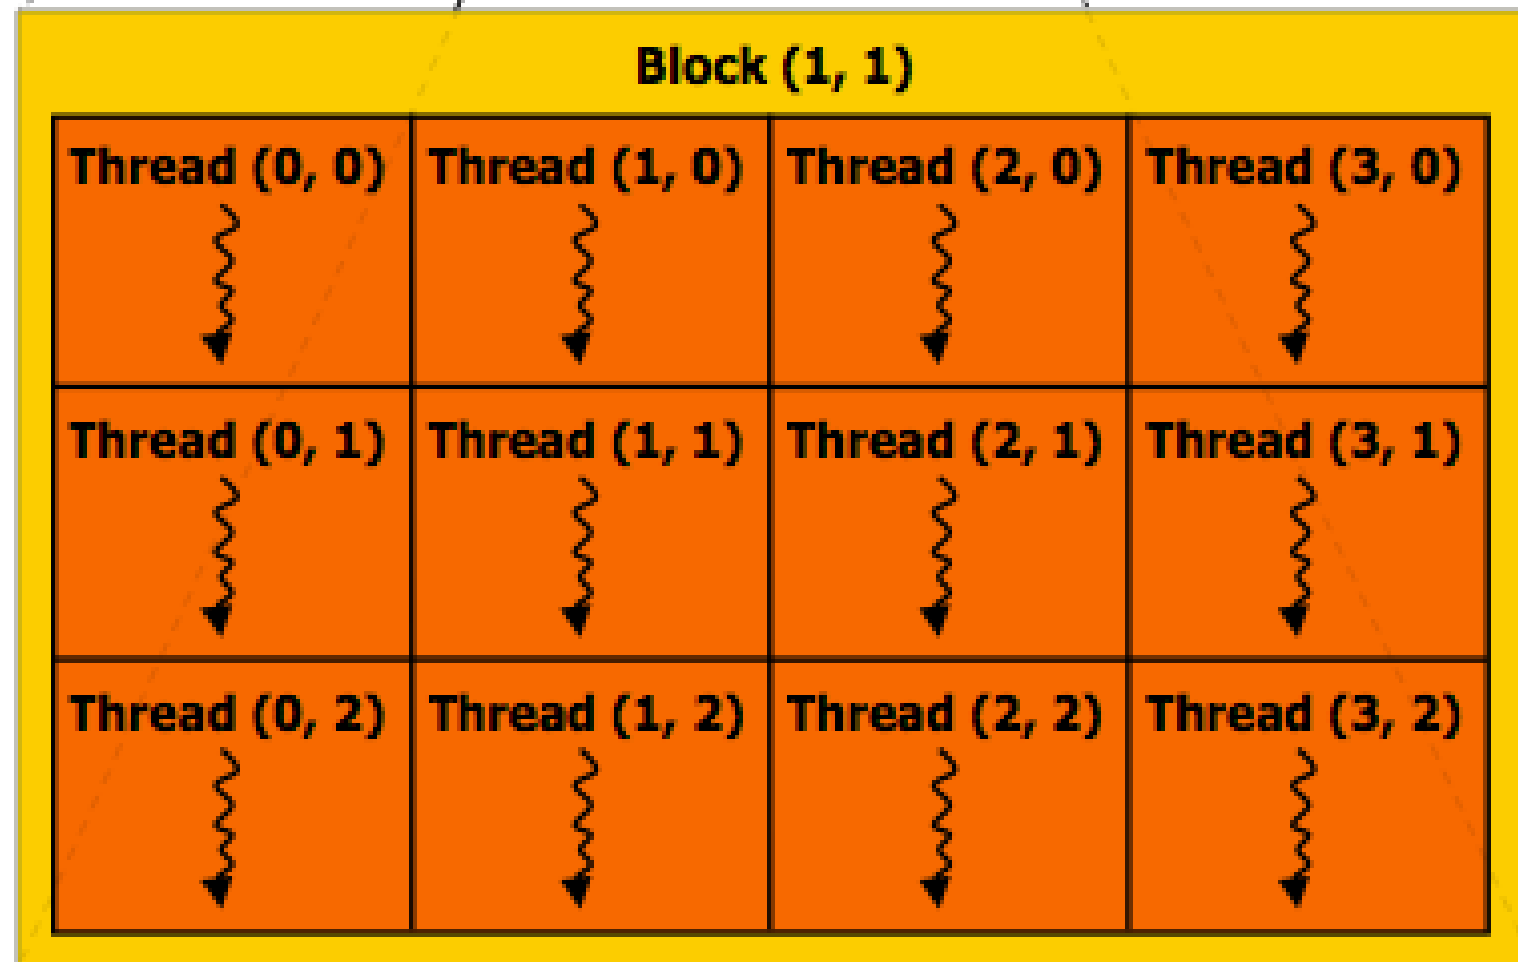 Block (1, 1)
Thread (0, 0) Thread (1, 0) Thread (2, 0) Thread (3, 0)
Thread (0, 1) Thread (1, 1) Thread (2, 1) Thread (3, 1)
Thread (0, 2) Thread (1, 2) Thread (2, 2) Thread (3, 2)